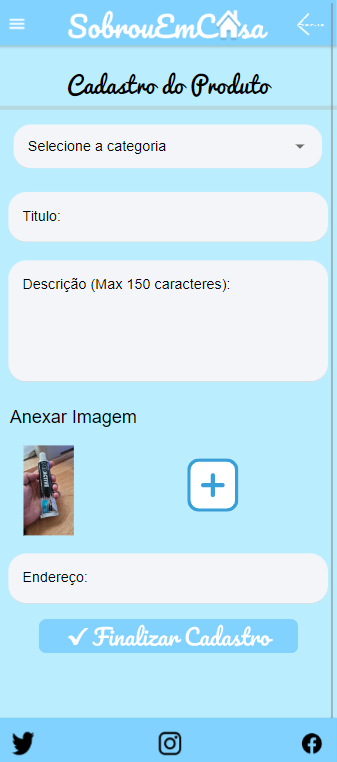 SobrouEmCasa
Cadastro do Produto
Selecione a categoria
Titulo:
Descrição (Max 150 caracteres):
Anexar Imagem
Endereço:
✓ Finalizar Cadastro